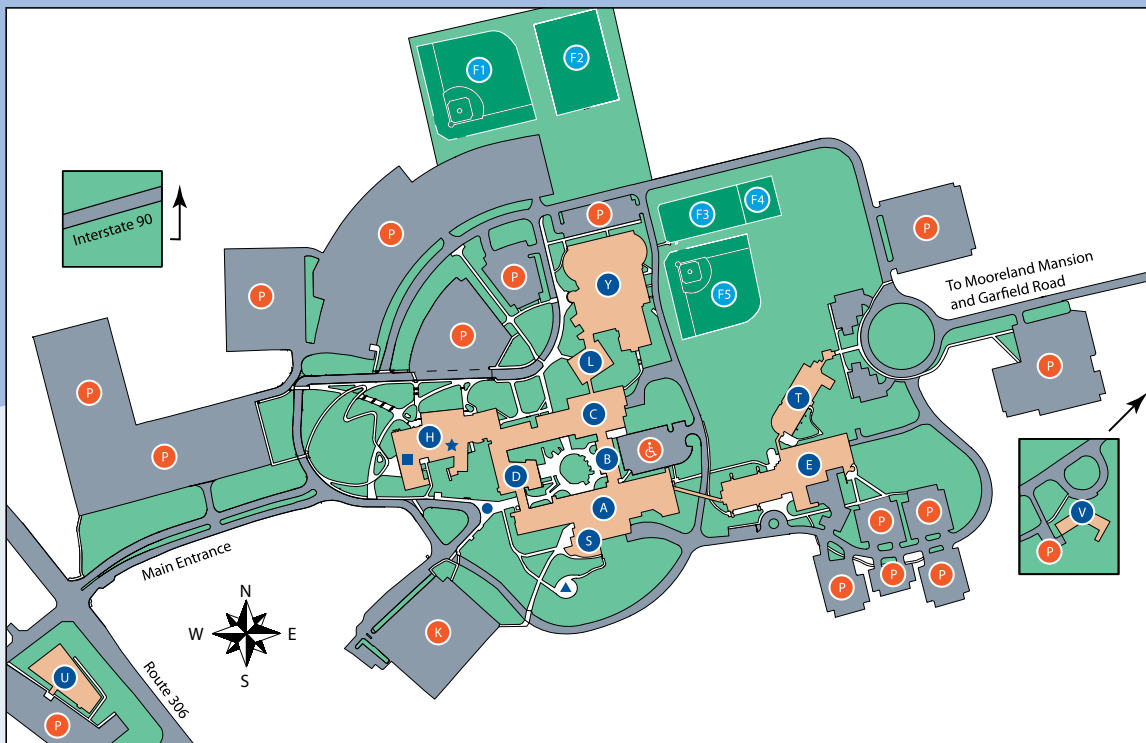 F1
F2
Interstate 90
P
P
P
P
P
F3
F4
P
F5
Y
To Mooreland Mansion
and Garfield Road
P
L
P
P
T
C
H
B
D
E
P
A
S
P
P
V
P
P
P
P
Main Entrance
N
W E
S
K
Route 306
U
P